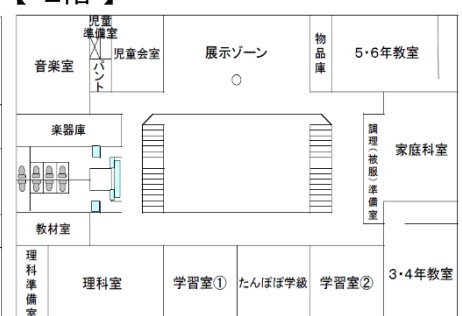 児童
準備室
音楽室
パント
児童会室
展示ゾーン
物品庫
5・6年教室
楽器庫
調理(被服)準備室
家庭科室
教材室
理科準備室
理科室
学習室①
たんぽぽ学級
学習室②
3・4年教室